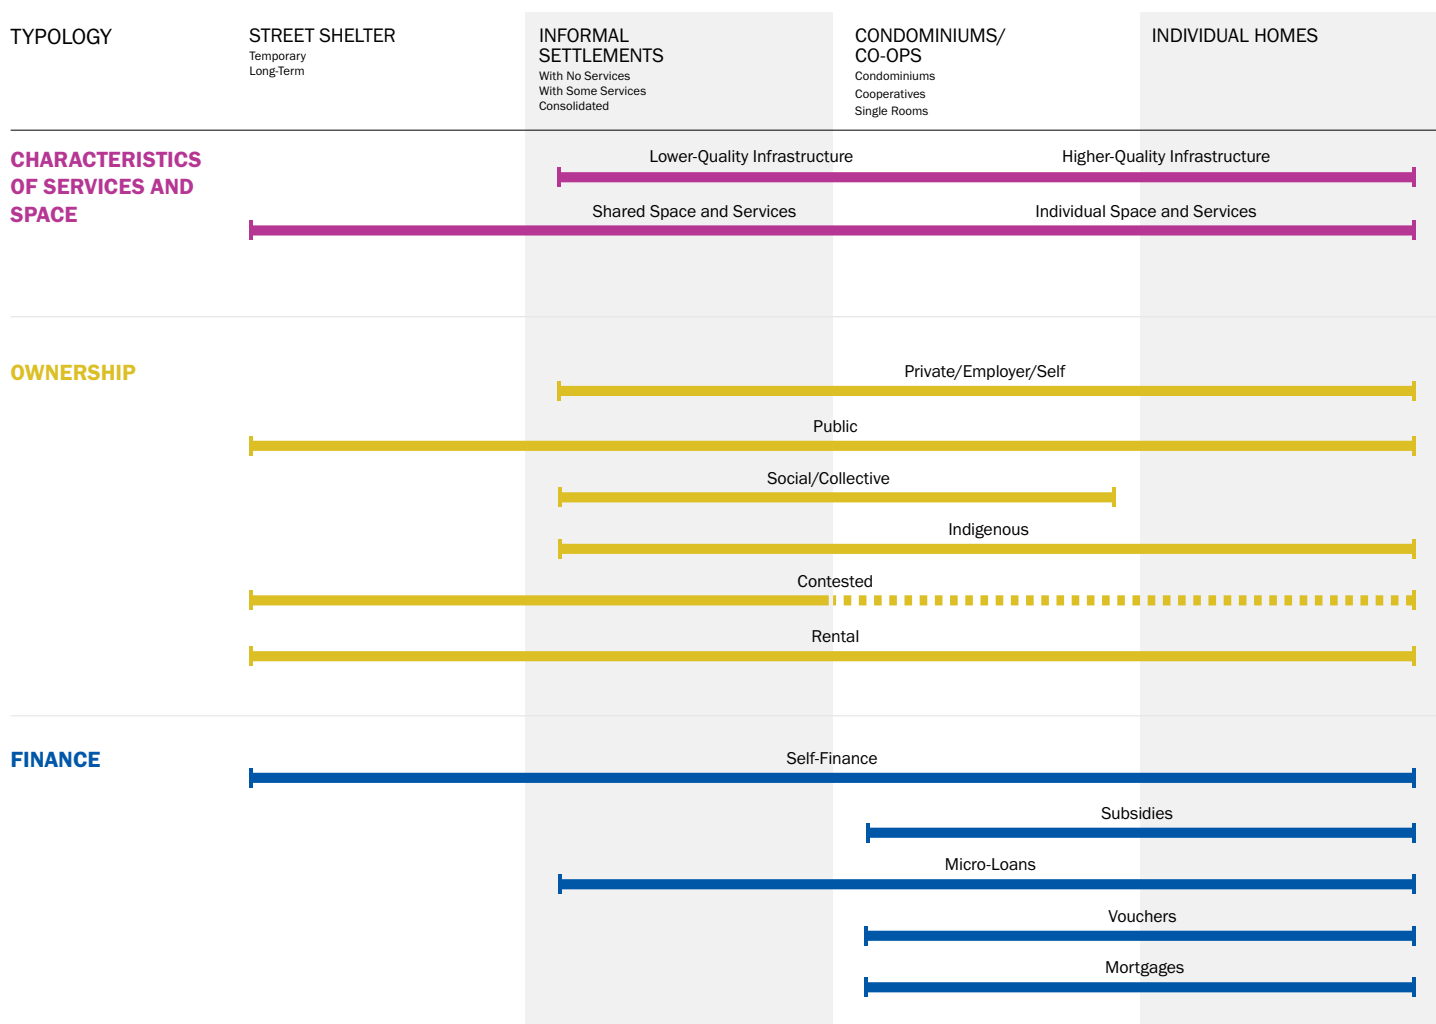 TYPOLOGY
STREET SHELTER
Temporary
Long-Term
INFORMAL
SETTLEMENTS
With No Services
With Some Services
Consolidated
CONDOMINIUMS/
CO-OPS
Condominiums
Cooperatives
Single Rooms
INDIVIDUAL HOMES
CHARACTERISTICS
OF SERVICES AND
SPACE
Lower-Quality Infrastructure
Higher-Quality Infrastructure
Shared Space and Services
Individual Space and Services
OWNERSHIP
Private/Employer/Self
Public
Social/Collective
Indigenous
Contested
Rental
FINANCE
Self-Finance
Subsidies
Micro-Loans
Vouchers
Mortgages